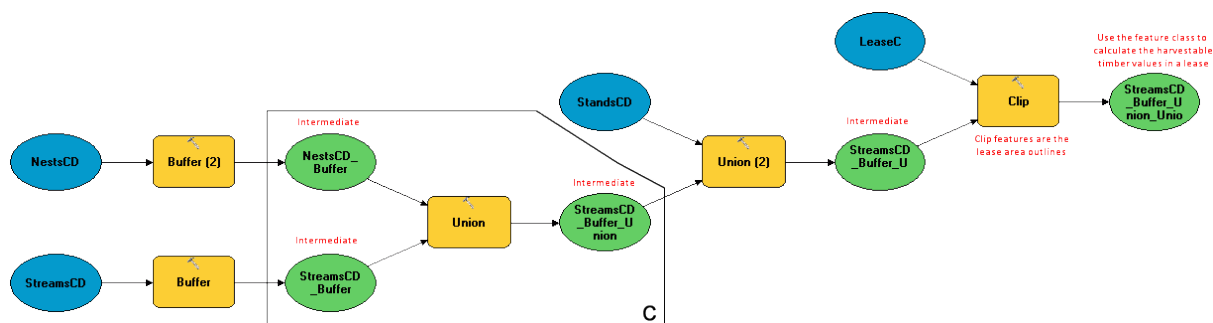 Use the feature class to
calculate the harvestable
timber values in a lease
LeaseC
Clip
StreamsCD
_Buffer_U
nion_Unio
Clip features are the
lease area outlines
StandsCD
Union (2)
Intermediate
StreamsCD
_Buffer_U
Intermediate
NestsCD
Buffer (2)
NestsCD_
Buffer
Union
Intermediate
StreamsCD
_Buffer_U
nion
Intermediate
StreamsCD
Buffer
StreamsCD
_Buffer
C